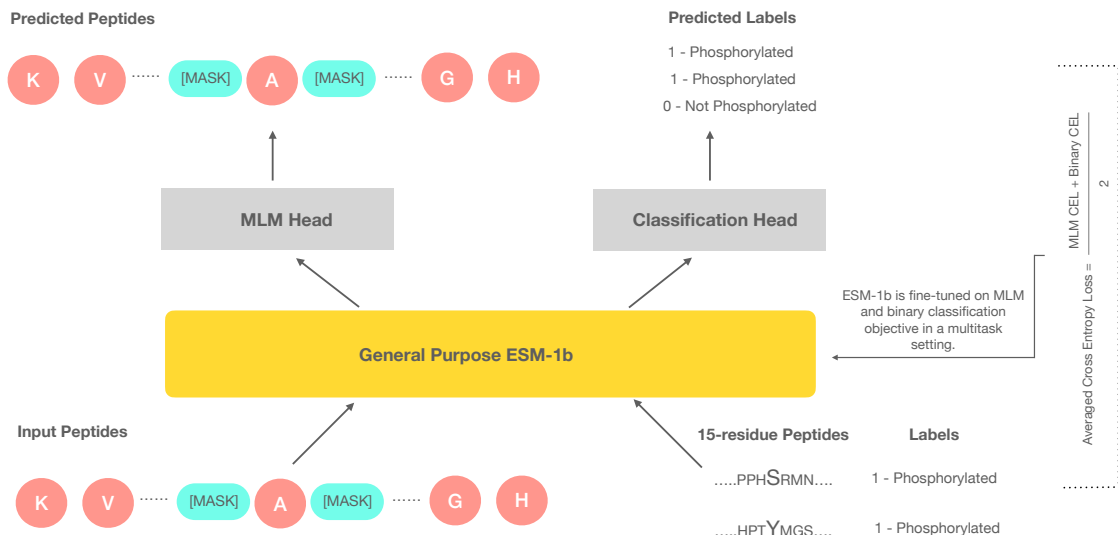 Predicted Peptides
K V ...... [MASK] A [MASK] ...... G H
Predicted Labels
1 - Phosphorylated
1 - Phosphorylated
0 - Not Phosphorylated
MLM Head
Classification Head
General Purpose ESM-1b
ESM-1b is fine-tuned on MLM
and binary classification
objective in a multitask
setting.
Averaged Cross Entropy Loss =
MLM CEL + Binary CEL
2
Input Peptides
K V ...... [MASK] A [MASK] ...... G H
15-residue Peptides Labels
.....PPHSRMN.... 1 - Phosphorylated
.....HPTYMGS.... 1 - Phosphorylated